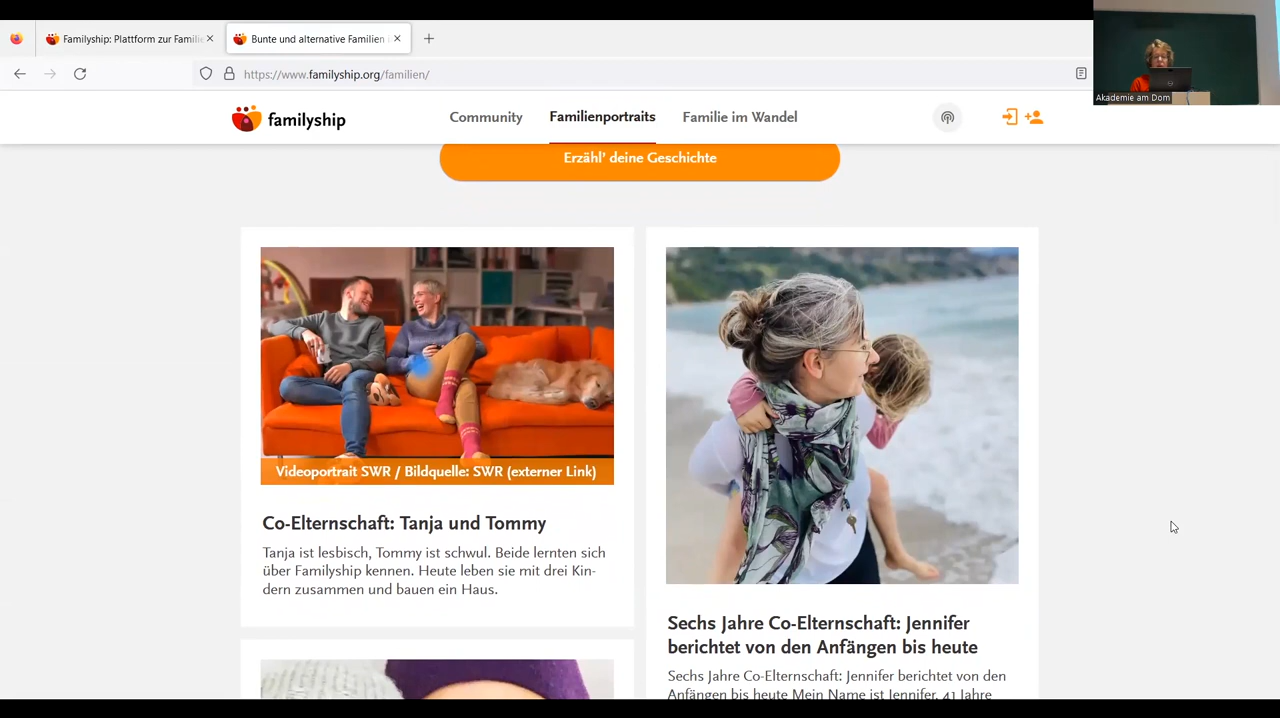 Familyship: Plattform zur Famili
Bunte und alternative Familien i
https://www.familyship.org/familien/
Akademie am Dom
familyship
Community
Familienportraits
Familie im Wandel
Erzähl' deine Geschichte
Videoportrait SWR / Bildquelle: SWR (externer Link)
Co-Elternschaft: Tanja und Tommy
Tanja ist lesbisch, Tommy ist schwul. Beide lernten sich
über Familyship kennen. Heute leben sie mit drei Kin-
dern zusammen und bauen ein Haus.
Sechs Jahre Co-Elternschaft: Jennifer
berichtet von den Anfängen bis heute
Sechs Jahre Co-Elternschaft: Jennifer berichtet von den
Anfängen bis heute Mein Name ist Jennifer, 41 Jahre